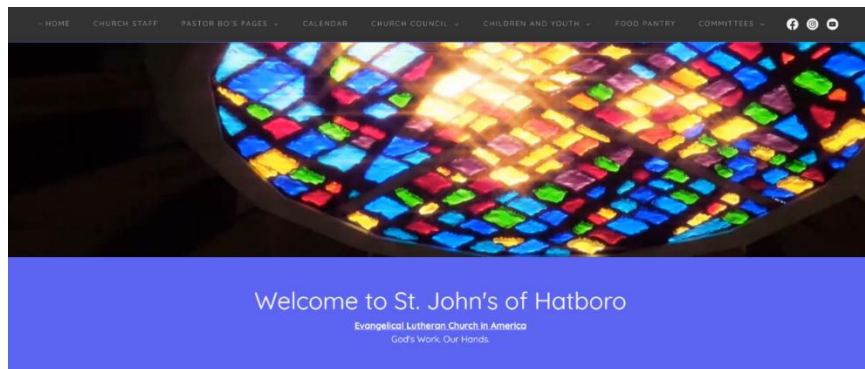 - HOME CHURCH STAFF PASTOR BO'S PAGES CALENDAR CHURCH COUNCIL CHILDREN AND YOUTH FOOD PANTRY COMMITTEES
Welcome to St. John's of Hatboro
Evangelical Lutheran Church in America
God's Work. Our Hands.